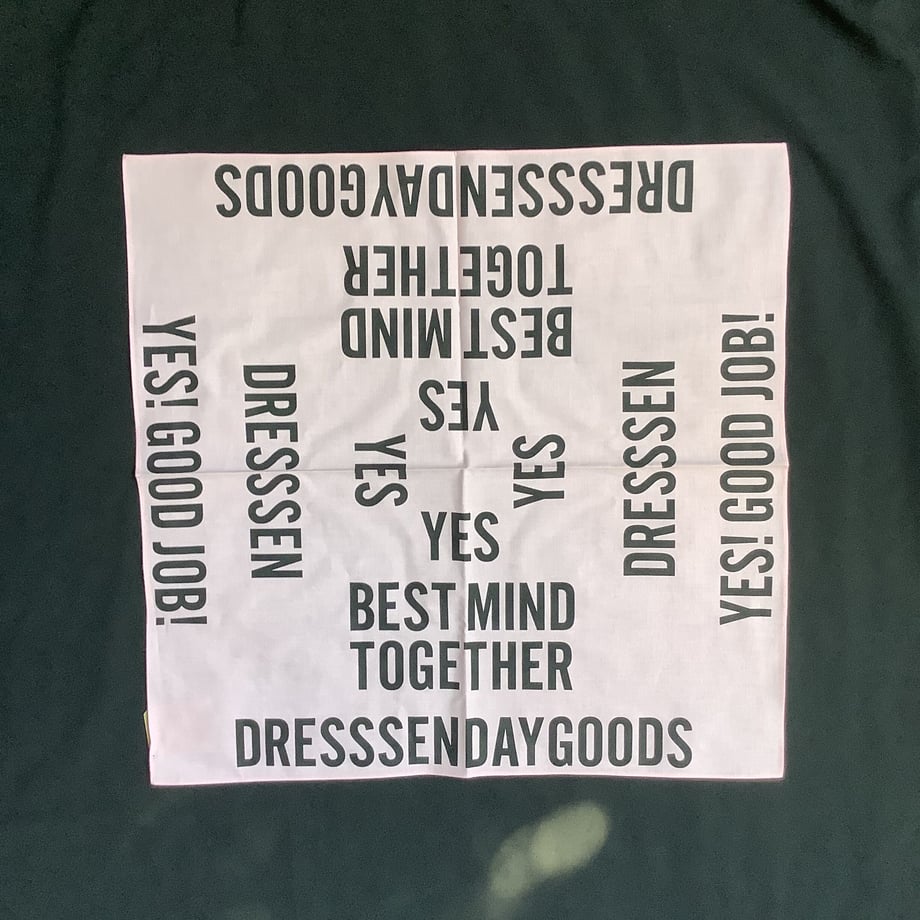 DRESSSENDAYGOODS
TOGETHER
BEST MIND
YES
YES! GOOD JOB!
DRESSSEN
YES
YES
DRESSSEN
YES! GOOD JOB!
YES
BEST MIND
TOGETHER
DRESSSENDAYGOODS